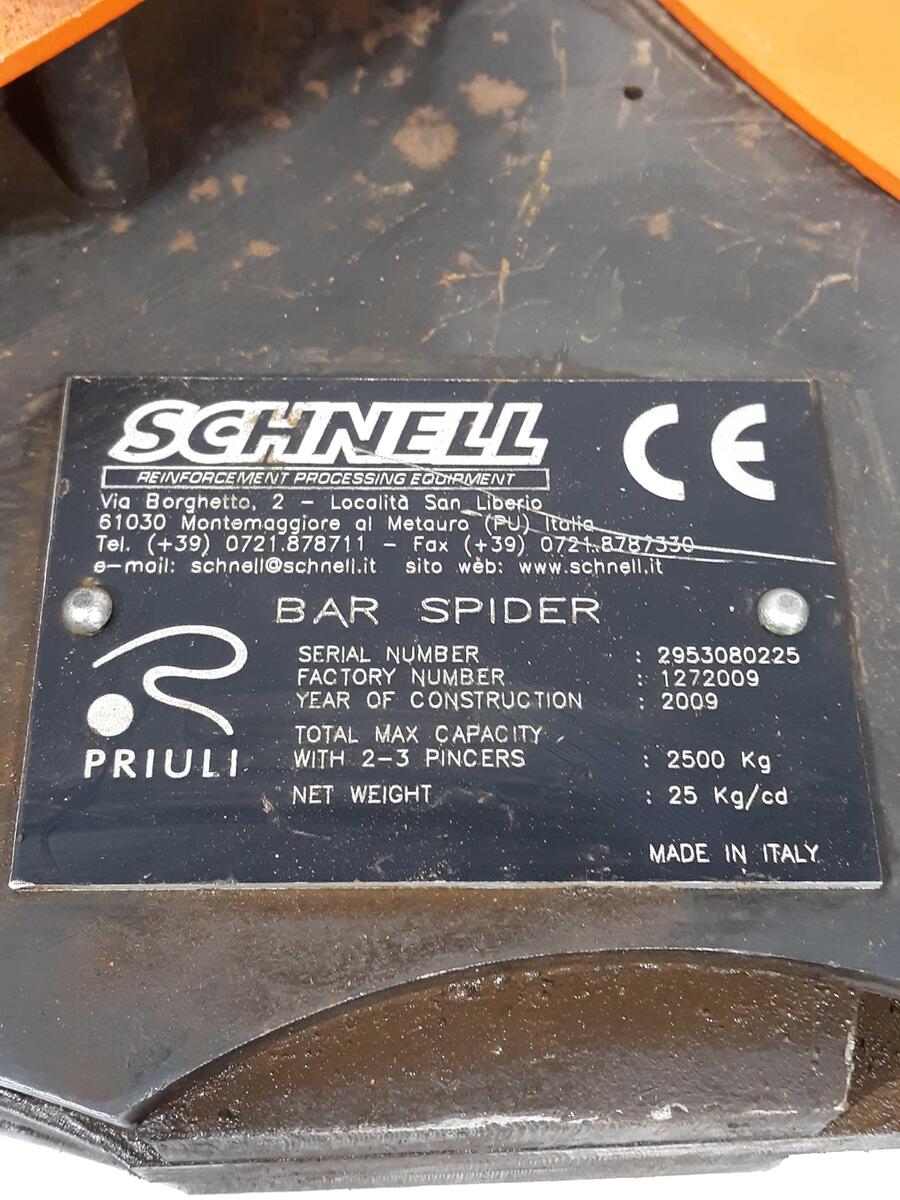 SCHNELL
REINFORCEMENT PROCESSING EQUIPMENT
CE
Via Borghetto, 2 - Località San Liberio
61030 Montemaggiore al Metauro (PU) Italia
Tel. (+39) 0721.878711 - Fax (+39) 0721.8787330
e-mail: schnell@schnell.it sito web: www.schnell.it
BAR SPIDER
SERIAL NUMBER : 2953080225
FACTORY NUMBER : 1272009
YEAR OF CONSTRUCTION : 2009
TOTAL MAX CAPACITY
WITH 2-3 PINCERS : 2500 Kg
NET WEIGHT : 25 Kg/cd
PRIULI
MADE IN ITALY